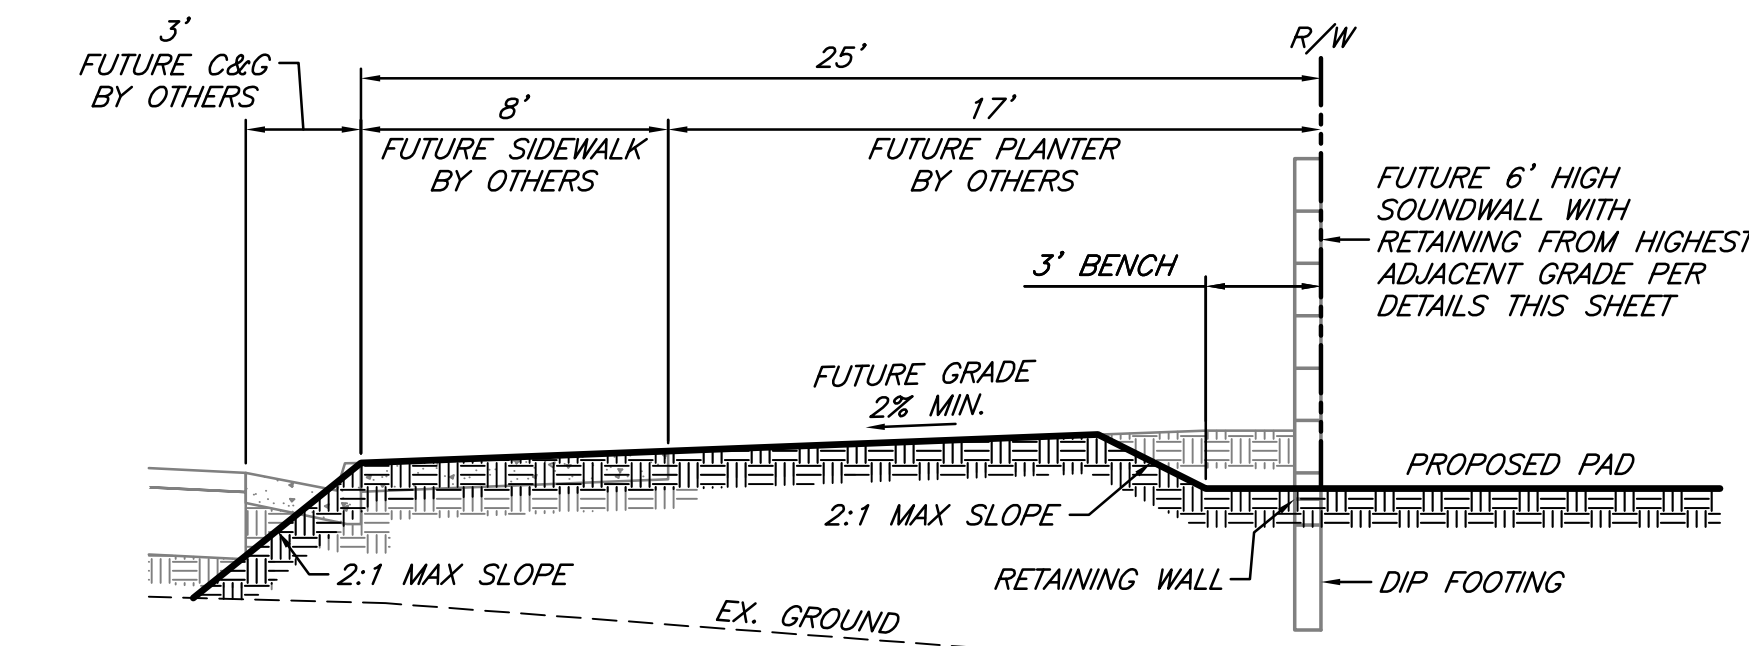 3'
FUTURE C&G
BY OTHERS
25'
R/W
8'
FUTURE SIDEWALK
BY OTHERS
17'
FUTURE PLANTER
BY OTHERS
FUTURE 6' HIGH
SOUNDWALL WITH
RETAINING FROM HIGHEST
ADJACENT GRADE PER
DETAILS THIS SHEET
3' BENCH
FUTURE GRADE
2% MIN.
PROPOSED PAD
2:1 MAX SLOPE
2:1 MAX SLOPE
RETAINING WALL
DIP FOOTING
EX. GROUND